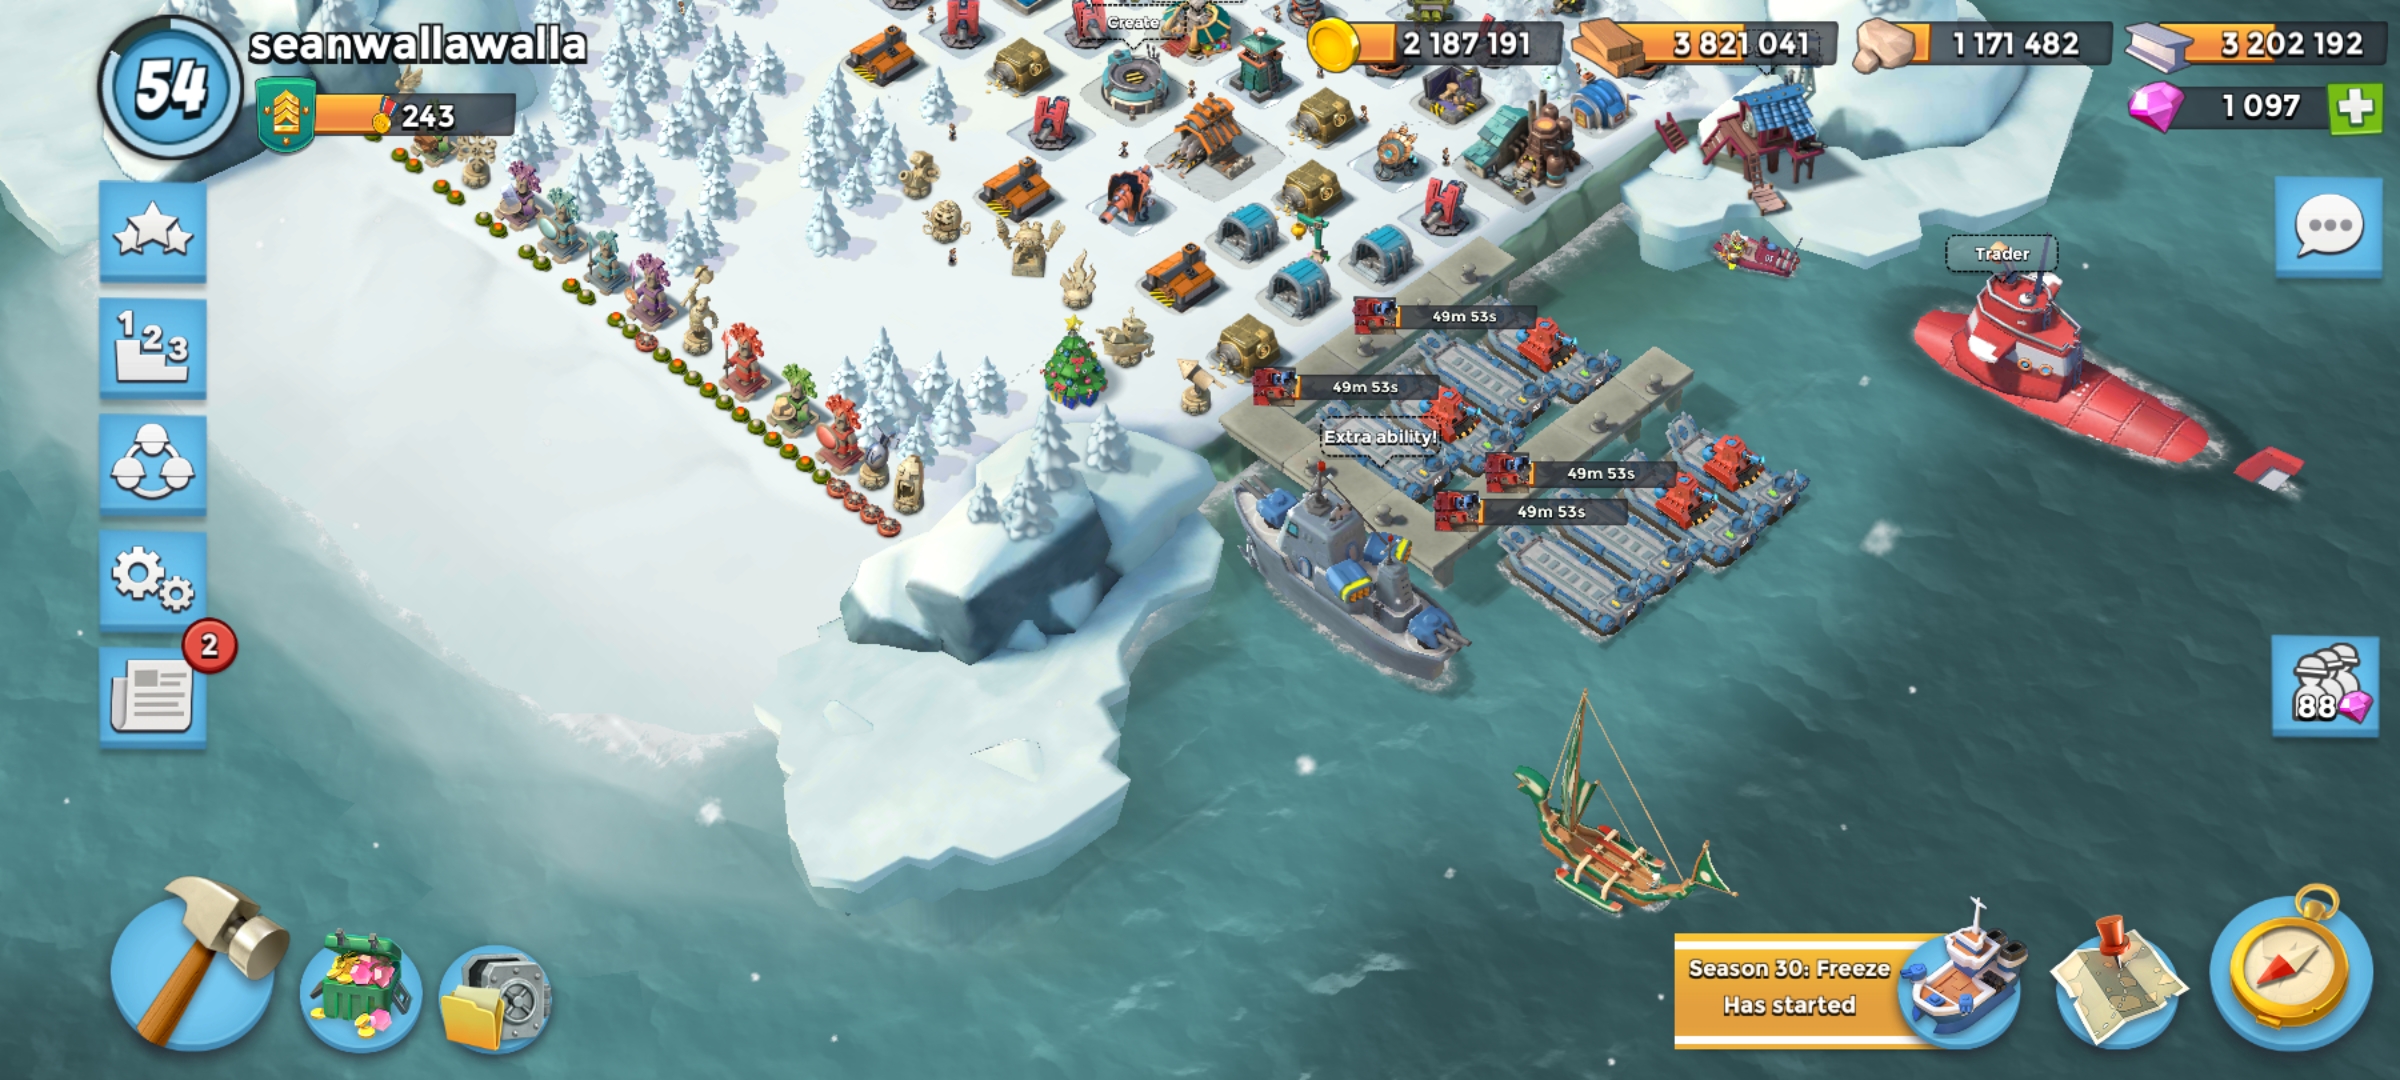 54
seanwallawalla
243
Create
2 187 191
3 821 041
1 171 482
3 202 192
1 097
Trader
123
49m 53s
49m 53s
Extra ability!
49m 53s
49m 53s
2
88
Season 30: Freeze
Has started